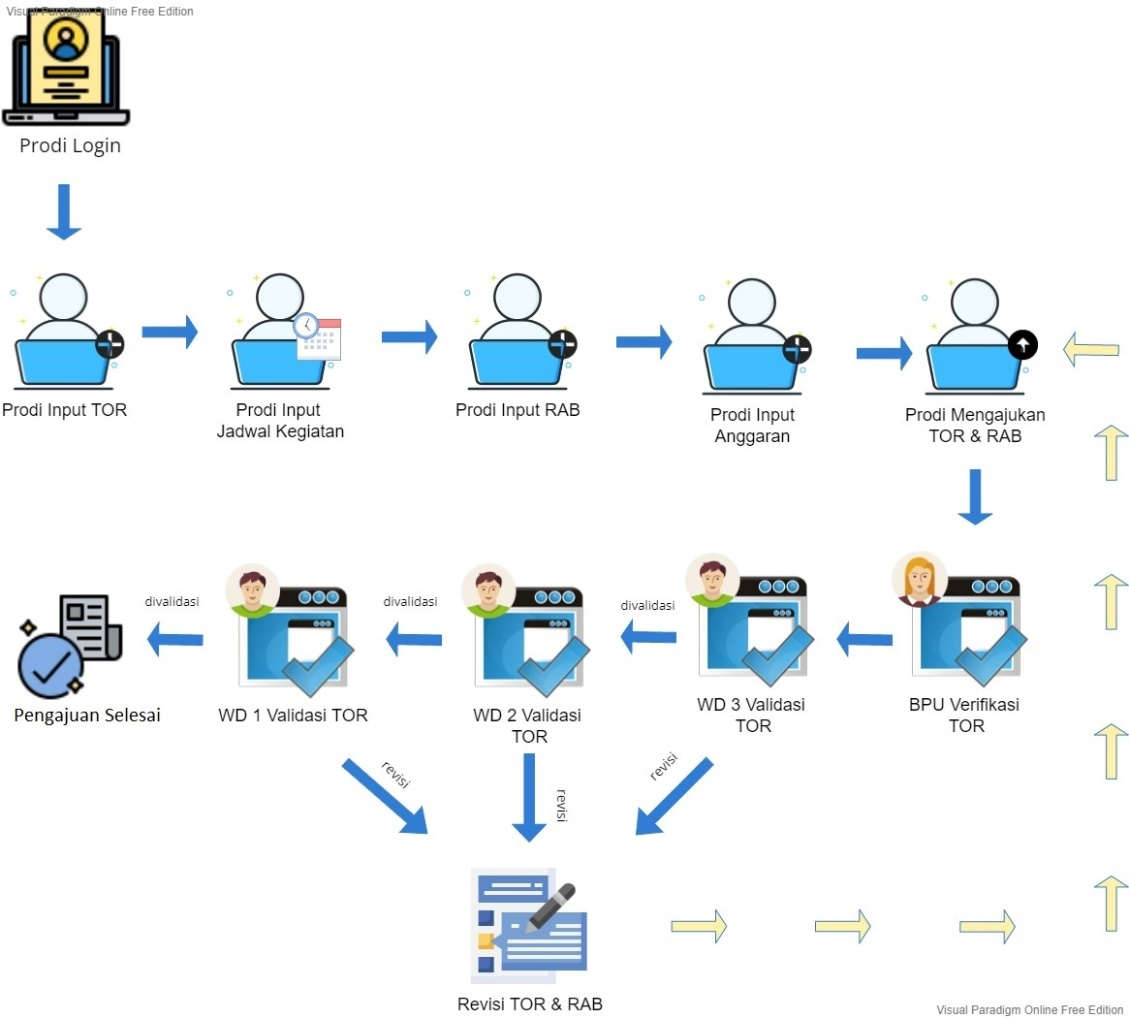 Visual Paradigm Online Free Edition
Prodi Login
Prodi Input TOR
Prodi Input
Jadwal Kegiatan
Prodi Input RAB
Prodi Input
Anggaran
Prodi Mengajukan
TOR & RAB
divalidasi
divalidasi
divalidasi
Pengajuan Selesai
WD 1 Validasi TOR
WD 2 Validasi
TOR
WD 3 Validasi
TOR
BPU Verifikasi
TOR
revisi
revisi
revisi
Revisi TOR & RAB
Visual Paradigm Online Free Edition